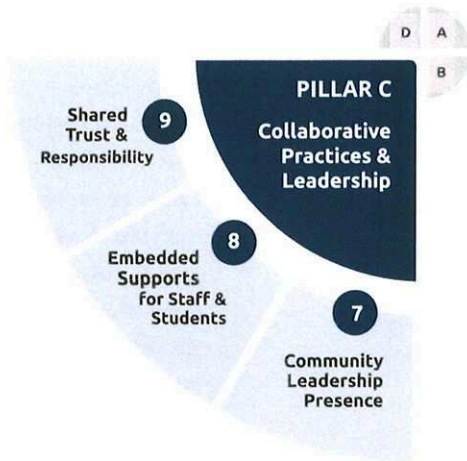 D A
B
PILLAR C
Collaborative
Practices &
Leadership
9
Shared
Trust &
Responsibility
8
Embedded
Supports
for Staff &
Students
7
Community
Leadership
Presence